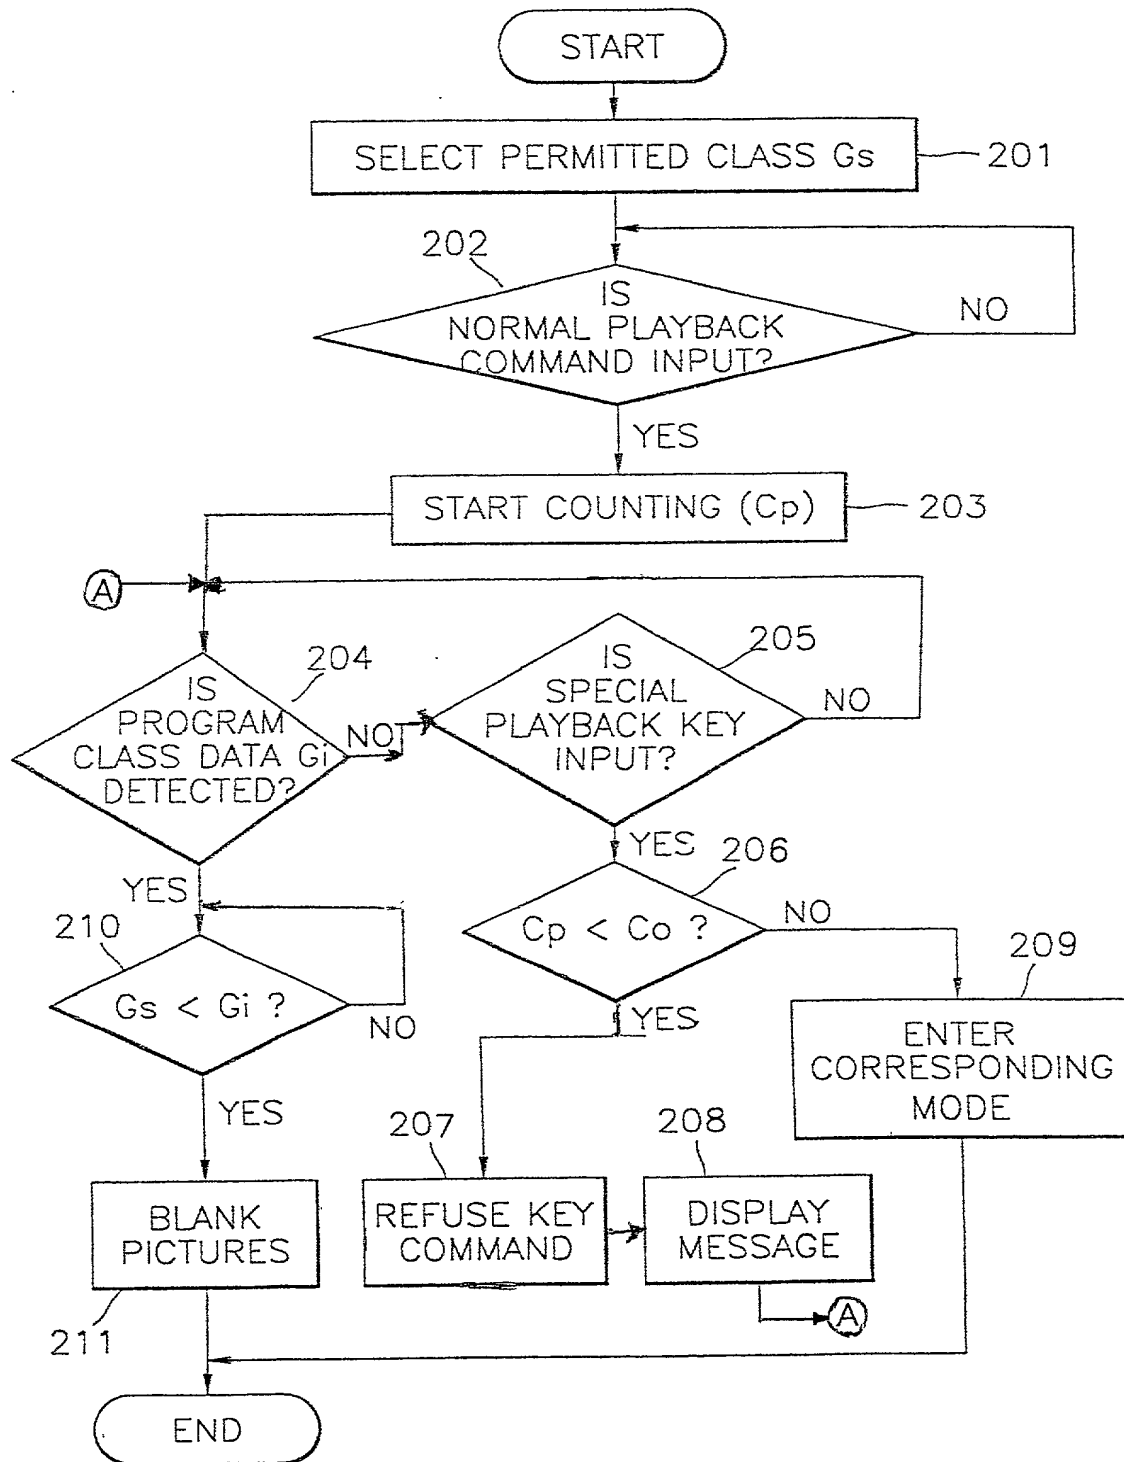 START
SELECT PERMITTED CLASS Gs
201
202
IS
NORMAL PLAYBACK
COMMAND INPUT?
NO
YES
START COUNTING (Cp)
203
A
204
IS
PROGRAM
CLASS DATA Gi
DETECTED?
NO
205
IS
SPECIAL
PLAYBACK KEY
INPUT?
NO
YES
YES
206
Cp < Co ?
NO
210
Gs < Gi ?
NO
YES
209
ENTER
CORRESPONDING
MODE
YES
207
REFUSE KEY
COMMAND
208
DISPLAY
MESSAGE
A
BLANK
PICTURES
211
END